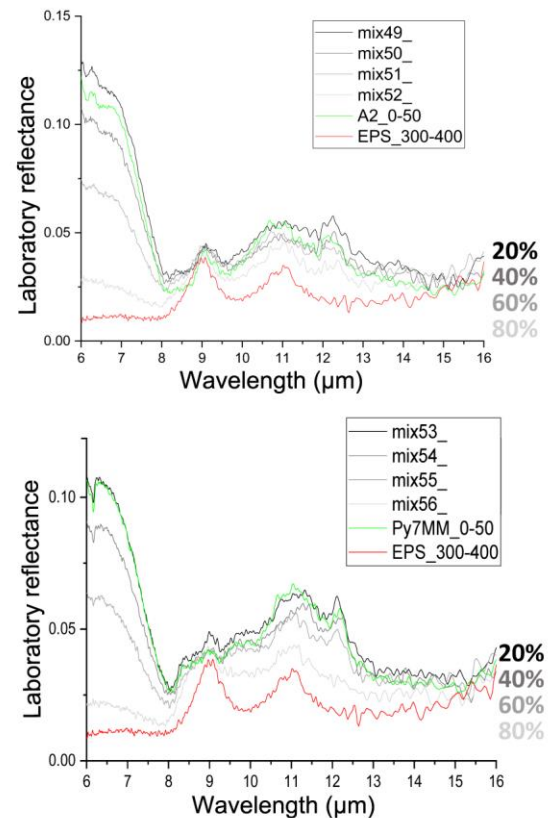 0.15
0.10
0.05
0.00
Laboratory reflectance
mix49_
mix50_
mix51_
mix52_
A2_0-50
EPS_300-400
20%
40%
60%
80%
6 7 8 9 10 11 12 13 14 15 16
Wavelength (µm)
0.10
0.05
0.00
Laboratory reflectance
mix53_
mix54_
mix55_
mix56_
Py7MM_0-50
EPS_300-400
20%
40%
60%
80%
6 7 8 9 10 11 12 13 14 15 16
Wavelength (µm)